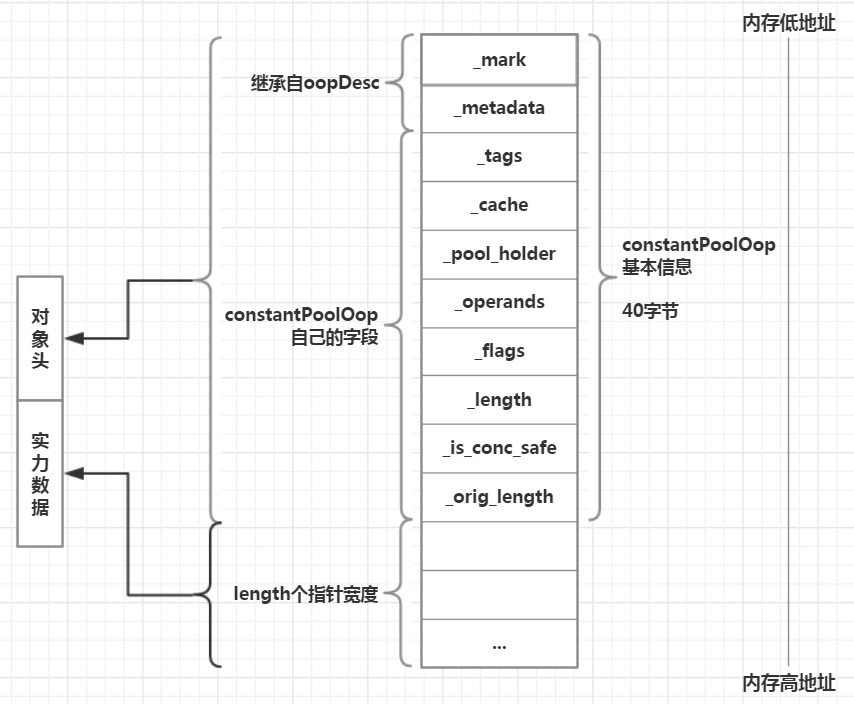 内存低地址
继承自oopDesc
_mark
_metadata
_tags
_cache
_pool_holder
_operands
_flags
_length
_is_conc_safe
_orig_length
...
constantPoolOop
基本信息
40字节
constantPoolOop
自己的字段
对
象
头
实
力
数
据
length个指针宽度
内存高地址